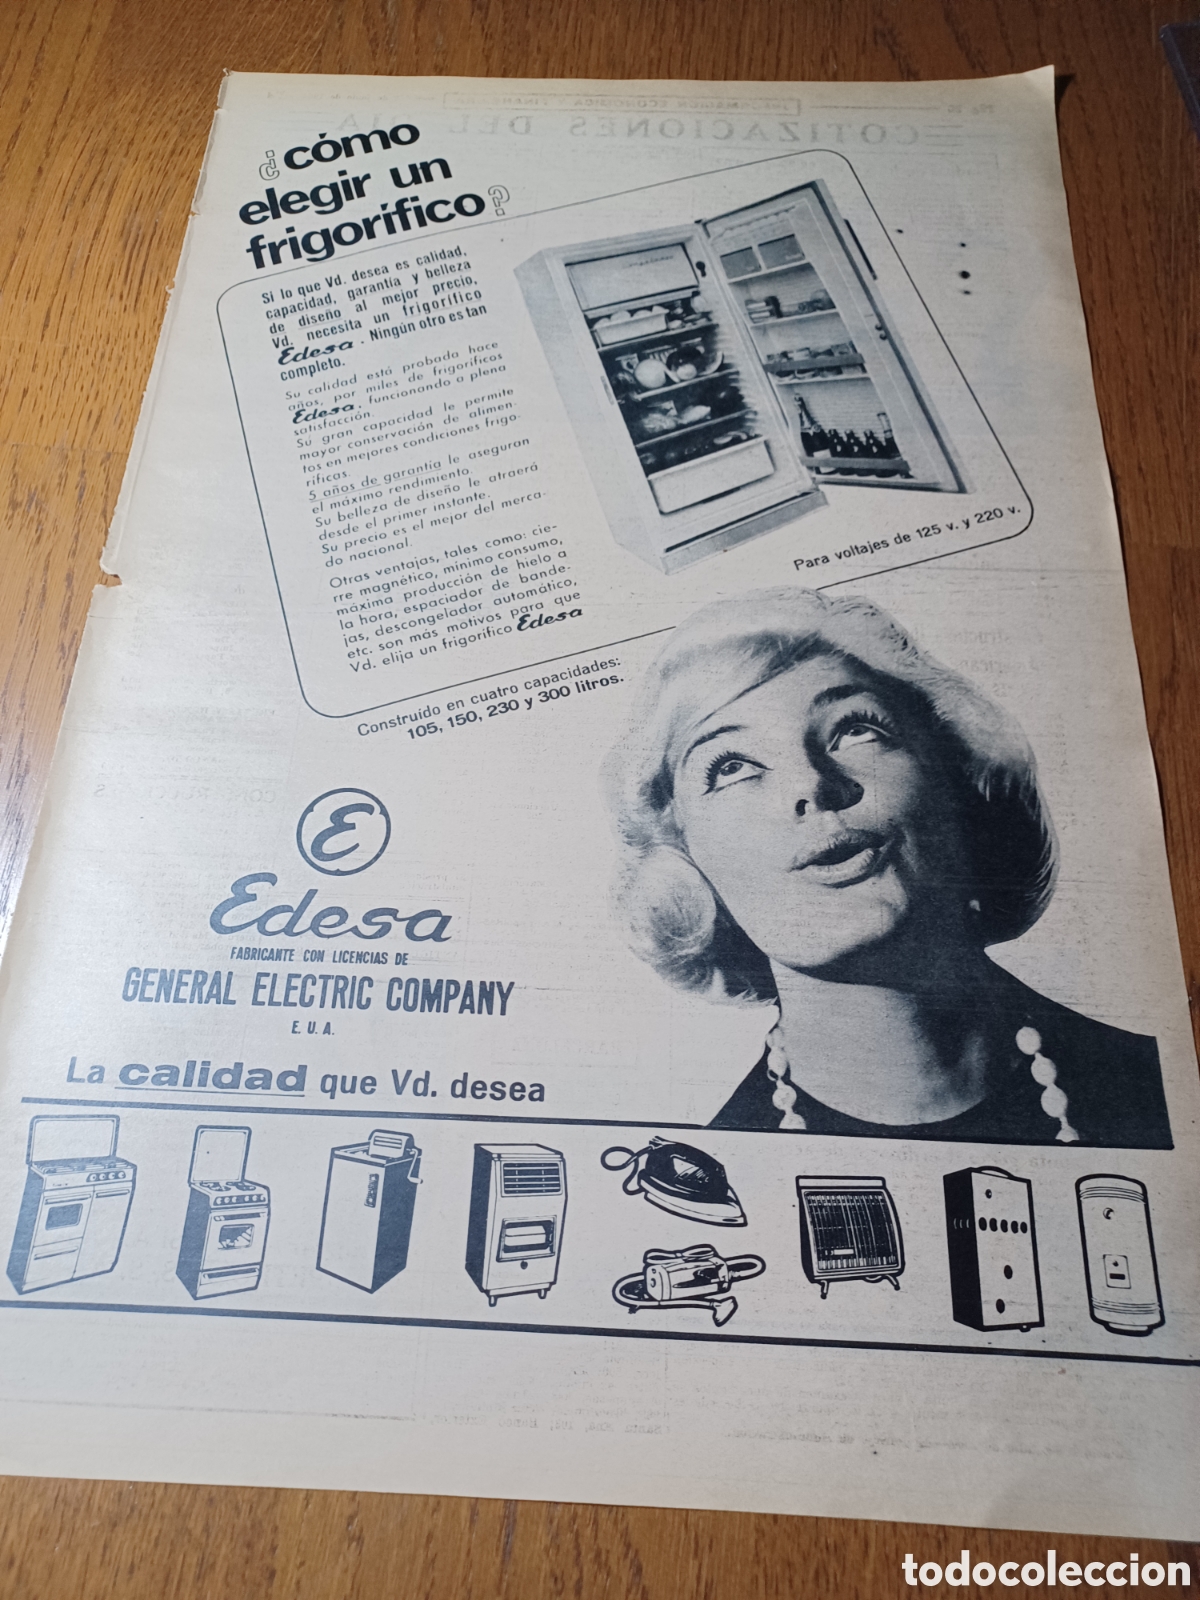 INFORMACION ECONOMICA Y FINANCIERA
COTIZACIONES DEL DIA
¿cómo
elegir un
frigorífico?
Si lo que Vd. desea es calidad,
capacidad, garantía y belleza
de diseño al mejor precio,
Vd. necesita un frigorífico
Edesa. Ningún otro es tan
completo.
Su calidad está probada hace
años, por miles de frigoríficos
Edesa, funcionando a plena
satisfacción.
Su gran capacidad le permite
mayor conservación de alimen-
tos en mejores condiciones frigo-
ríficas.
5 años de garantía le aseguran
el máximo rendimiento.
Su belleza de diseño le atraerá
desde el primer instante.
Su precio es el mejor del merca-
do nacional.
Otras ventajas, tales como: cie-
rre magnético, mínimo consumo,
máxima producción de hielo a
la hora, espaciador de bande-
jas, descongelador automático,
etc. son más motivos para que
Vd. elija un frigorífico Edesa
Para voltajes de 125 v. y 220 v.
Construído en cuatro capacidades:
105, 150, 230 y 300 litros.
E
Edesa
FABRICANTE CON LICENCIAS DE
GENERAL ELECTRIC COMPANY
E. U. A.
La calidad que Vd. desea
todocoleccion